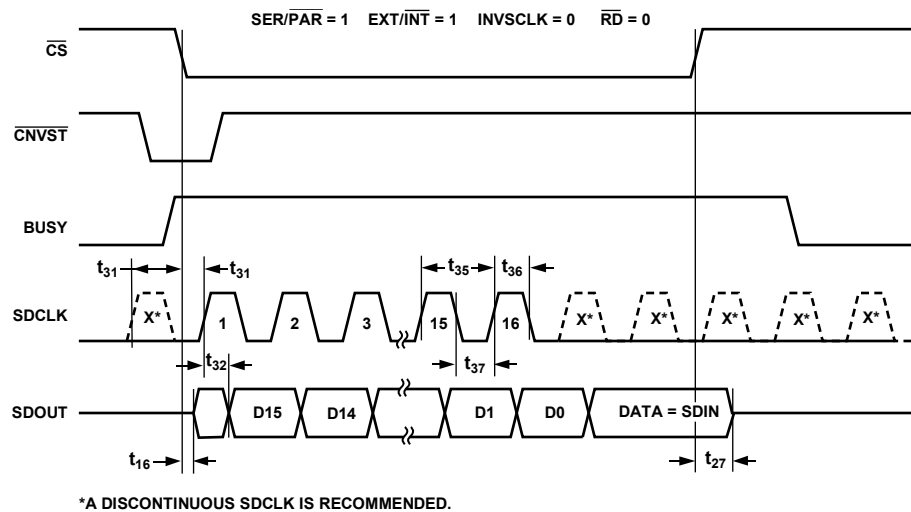 SER/PAR = 1 EXT/INT = 1 INVSCLK = 0 RD = 0
CS
CNVST
BUSY
t31 t31 t35 t36
SDCLK
X* 1 2 3 15 16 X* X* X* X* X*
t32 t37
SDOUT
D15 D14 D1 D0 DATA = SDIN
t16 t27
*A DISCONTINUOUS SDCLK IS RECOMMENDED.